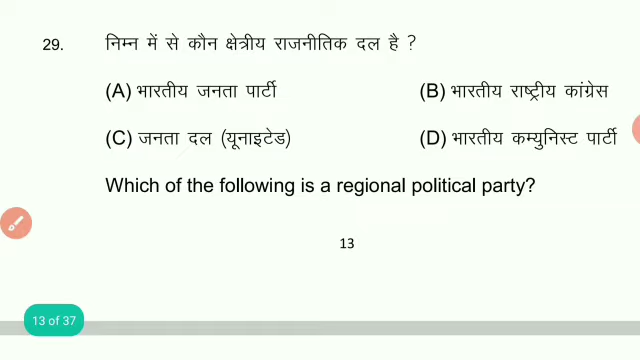 29. निम्न में से कौन क्षेत्रीय राजनीतिक दल है ?
(A) भारतीय जनता पार्टी (B) भारतीय राष्ट्रीय कांग्रेस
(C) जनता दल (यूनाइटेड) (D) भारतीय कम्युनिस्ट पार्टी
Which of the following is a regional political party?
13
13 of 37